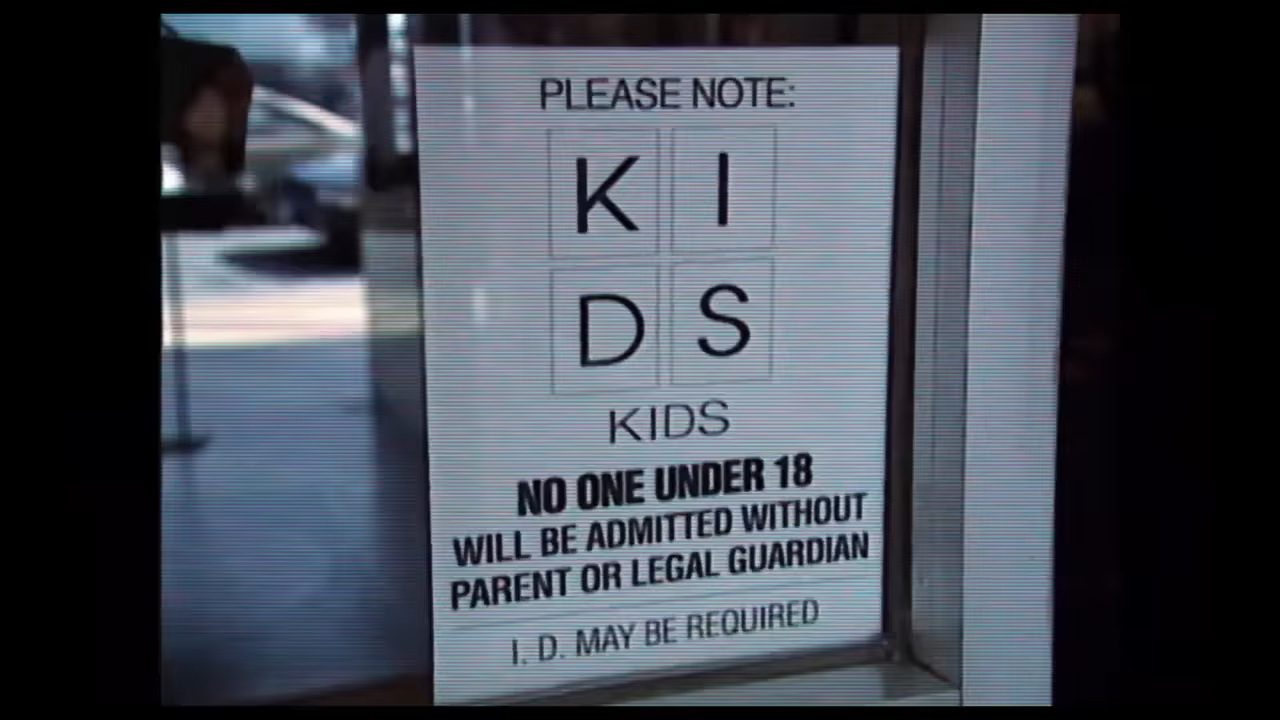 PLEASE NOTE:
K I
D S
KIDS
NO ONE UNDER 18
WILL BE ADMITTED WITHOUT
PARENT OR LEGAL GUARDIAN
I. D. MAY BE REQUIRED